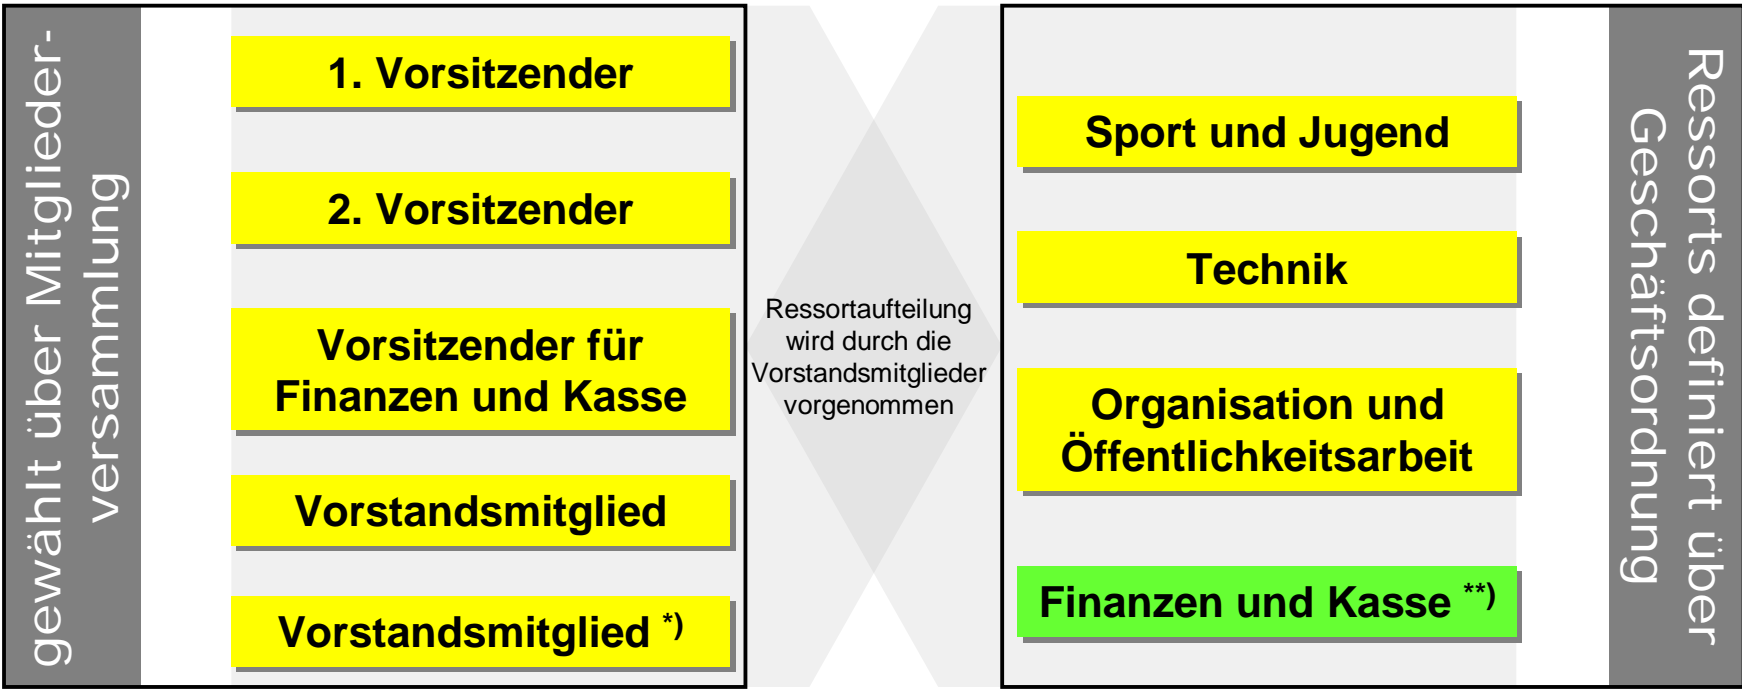 gewählt über Mitglieder-
versammlung
1. Vorsitzender
2. Vorsitzender
Vorsitzender für
Finanzen und Kasse
Vorstandsmitglied
Vorstandsmitglied *)
Ressortaufteilung
wird durch die
Vorstandsmitglieder
vorgenommen
Sport und Jugend
Technik
Organisation und
Öffentlichkeitsarbeit
Finanzen und Kasse **)
Ressorts definiert über
Geschäftsordnung